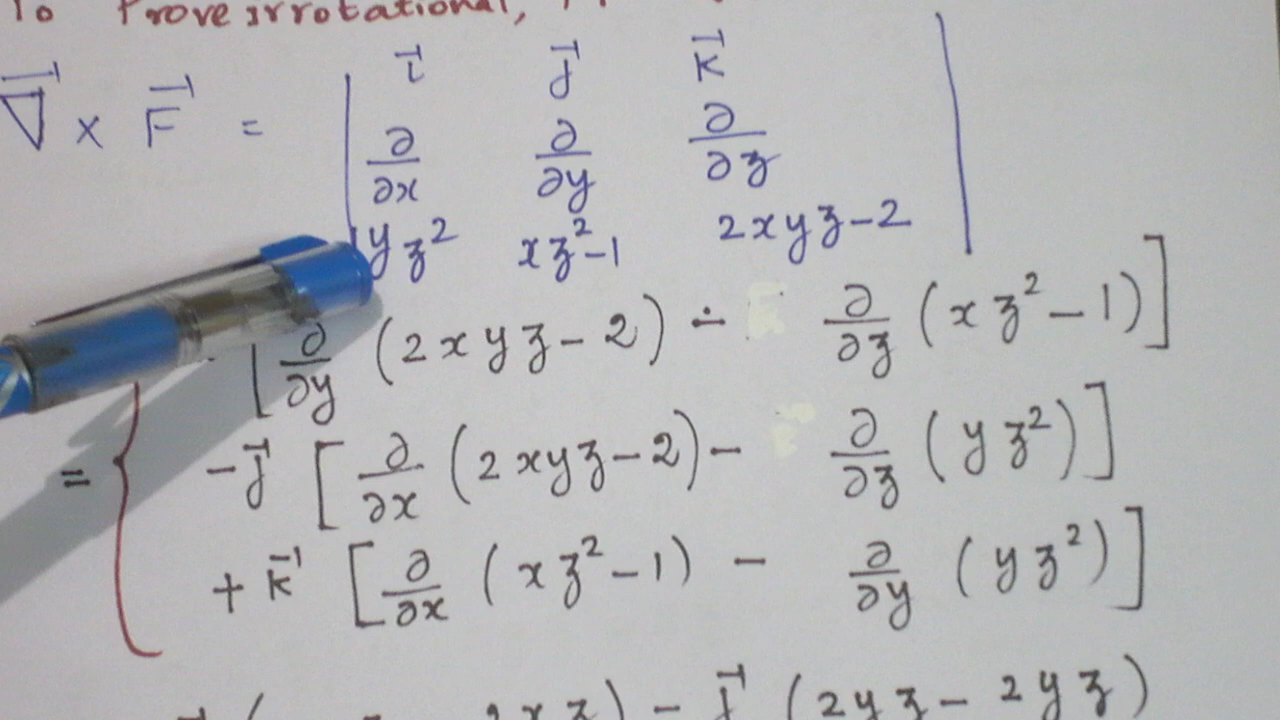 To Prove irrotational,
∇⃗ × F⃗ = | i⃗ j⃗ k⃗ |
∂/∂x ∂/∂y ∂/∂z
yz² xz²-1 2xyz-2
[∂/∂y (2xyz-2) - ∂/∂z (xz²-1)]
= { -j⃗ [∂/∂x (2xyz-2) - ∂/∂z (yz²)]
+ k⃗ [∂/∂x (xz²-1) - ∂/∂y (yz²)]
2xz) - j⃗ (2yz - 2yz)